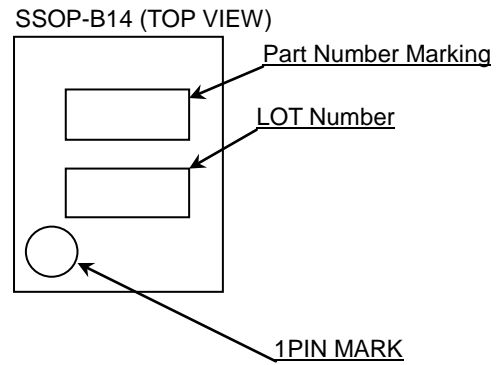 SSOP-B14 (TOP VIEW)
Part Number Marking
LOT Number
1PIN MARK